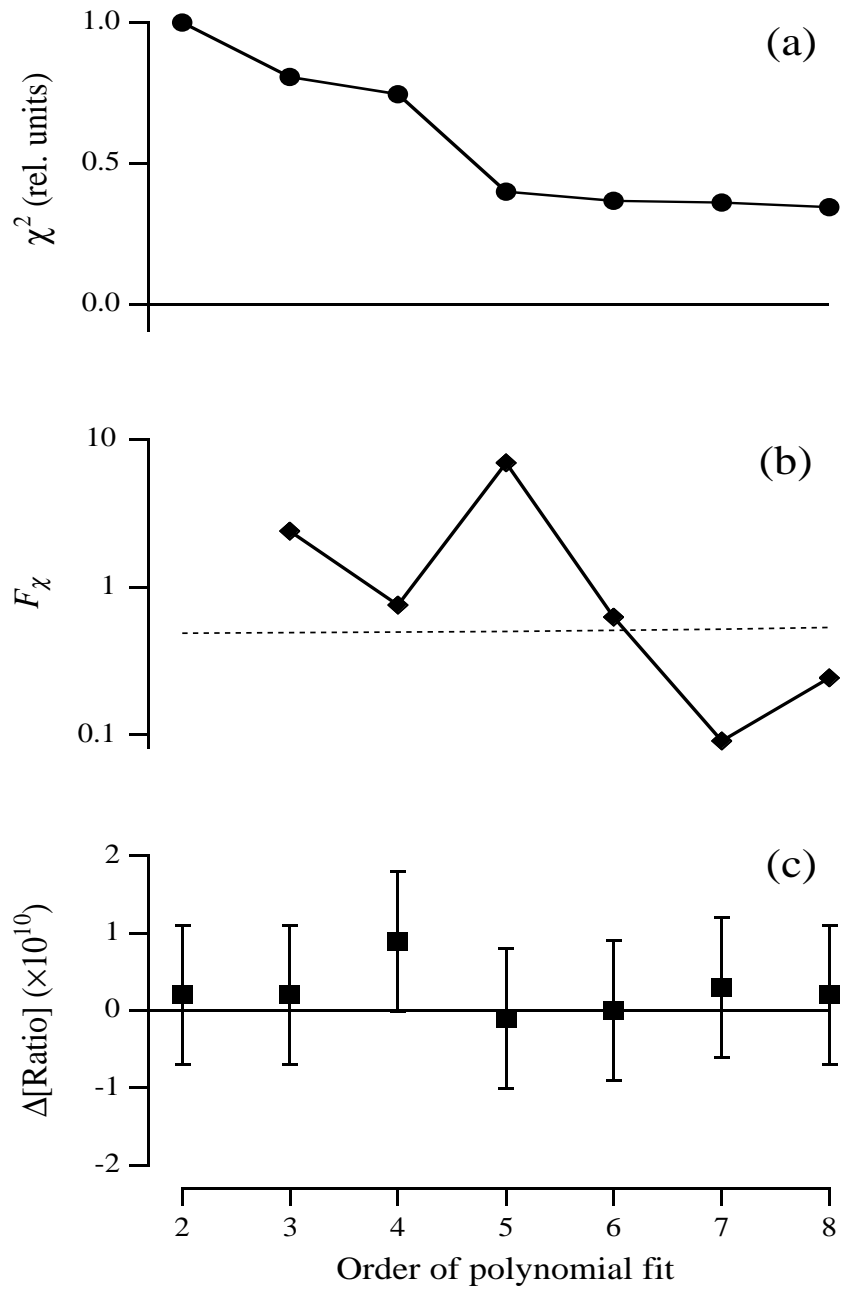 (a)
χ² (rel. units)
1.0
0.5
0.0
(b)
Fχ
10
1
0.1
(c)
Δ[Ratio] (×10¹⁰)
2
1
0
-1
-2
2 3 4 5 6 7 8
Order of polynomial fit